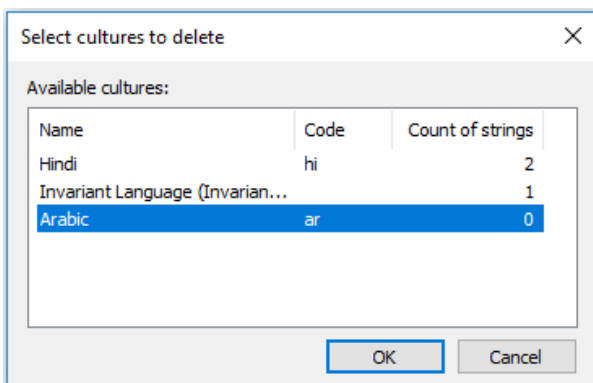 Select cultures to delete
Available cultures:
Name Code Count of strings
Hindi hi 2
Invariant Language (Invarian... 1
Arabic ar 0
OK Cancel